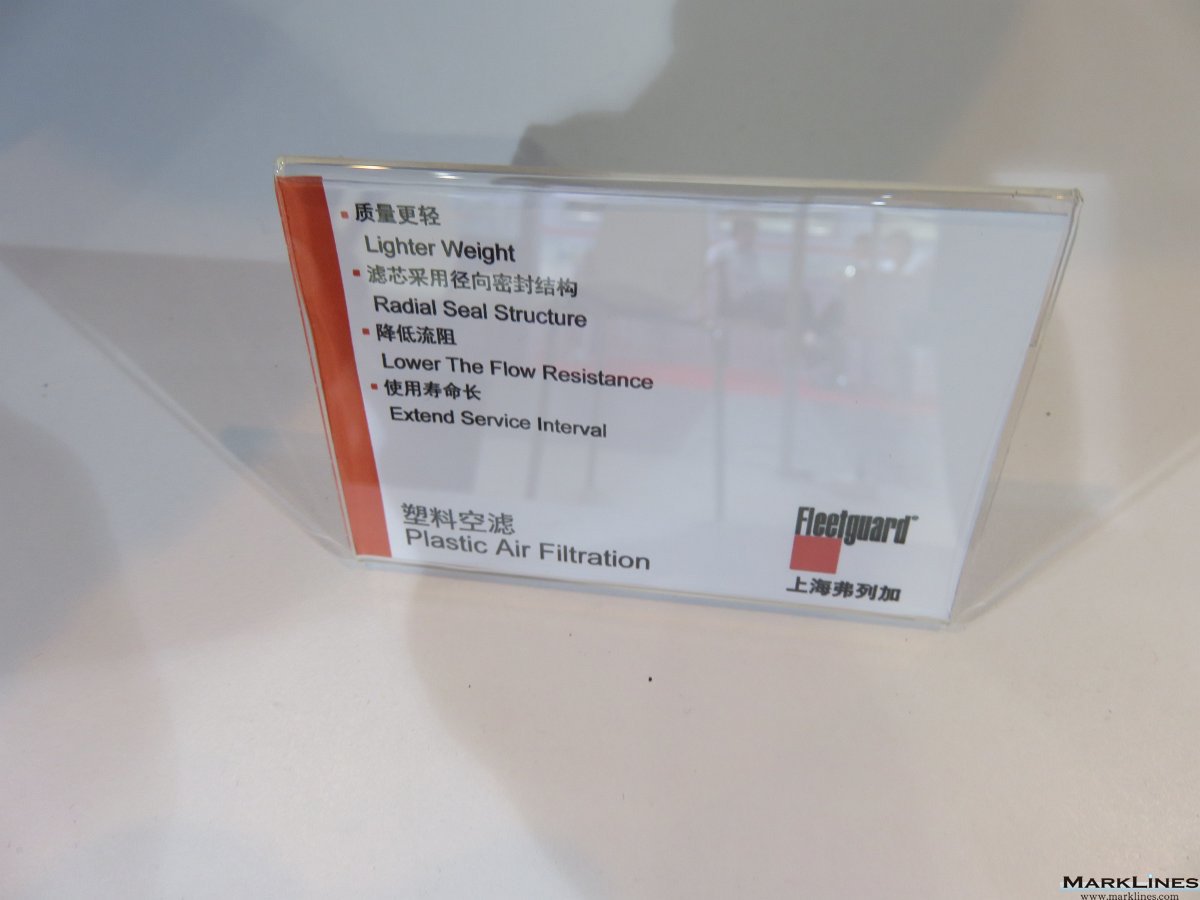 ▪ 质量更轻
Lighter Weight
▪ 滤芯采用径向密封结构
Radial Seal Structure
▪ 降低流阻
Lower The Flow Resistance
▪ 使用寿命长
Extend Service Interval
塑料空滤
Plastic Air Filtration
Fleetguard™
上海弗列加
MARKLINES
www.marklines.com